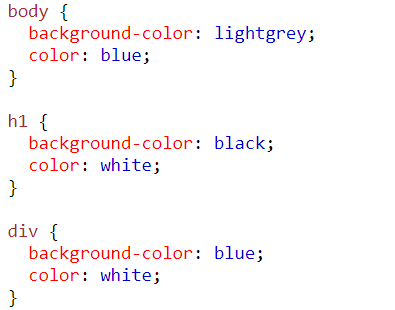 body {
  background-color: lightgrey;
  color: blue;
}

h1 {
  background-color: black;
  color: white;
}

div {
  background-color: blue;
  color: white;
}